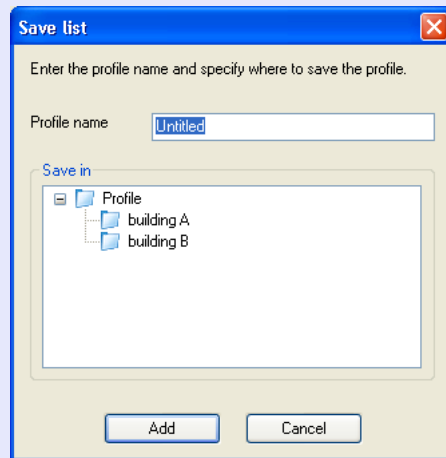 Save list
Enter the profile name and specify where to save the profile.
Profile name
Untitled
Save in
Profile
building A
building B
Add
Cancel